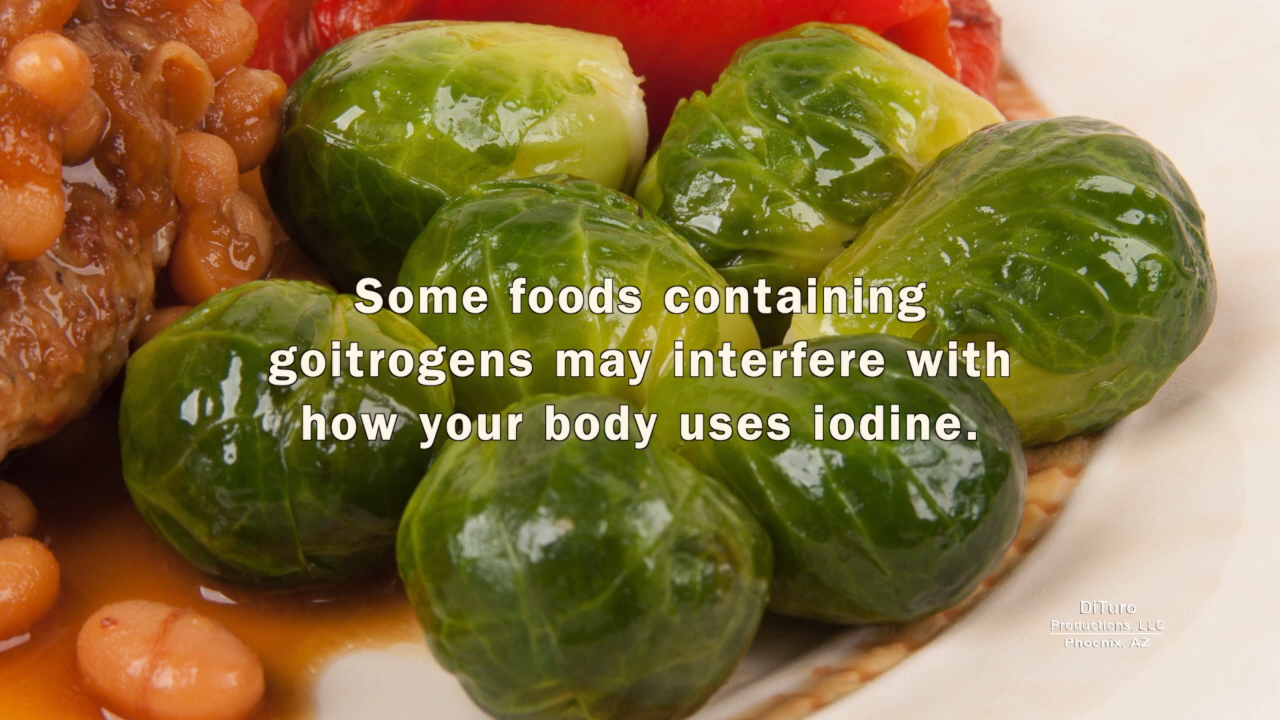 Some foods containing
goitrogens may interfere with
how your body uses iodine.
DiTuro
Productions, LLC
Phoenix, AZ